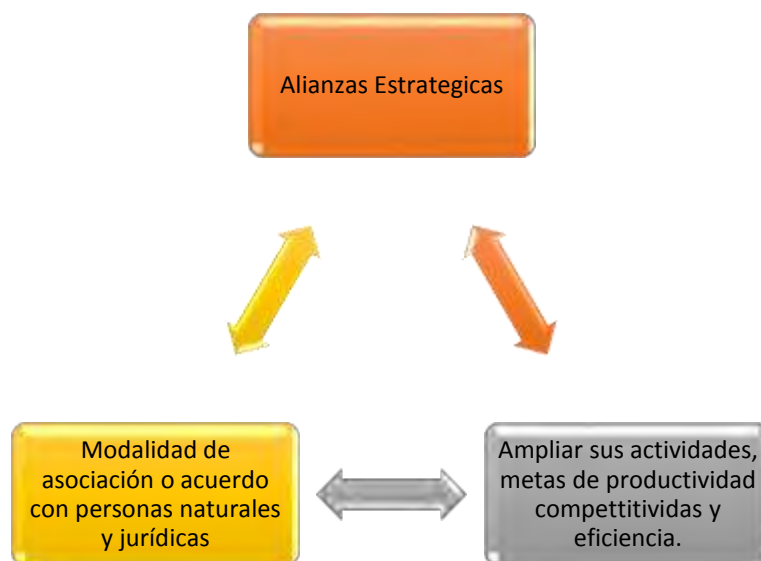 Alianzas Estrategicas
Modalidad de
asociación o acuerdo
con personas naturales
y jurídicas
Ampliar sus actividades,
metas de productividad
compettitividas y
eficiencia.